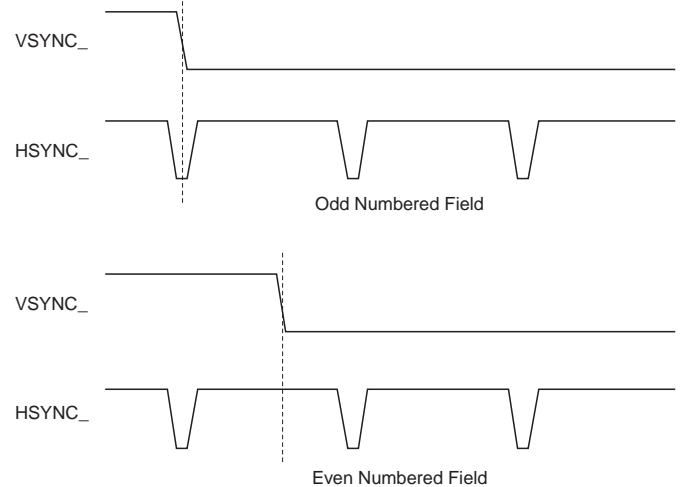 VSYNC_
HSYNC_
Odd Numbered Field
VSYNC_
HSYNC_
Even Numbered Field